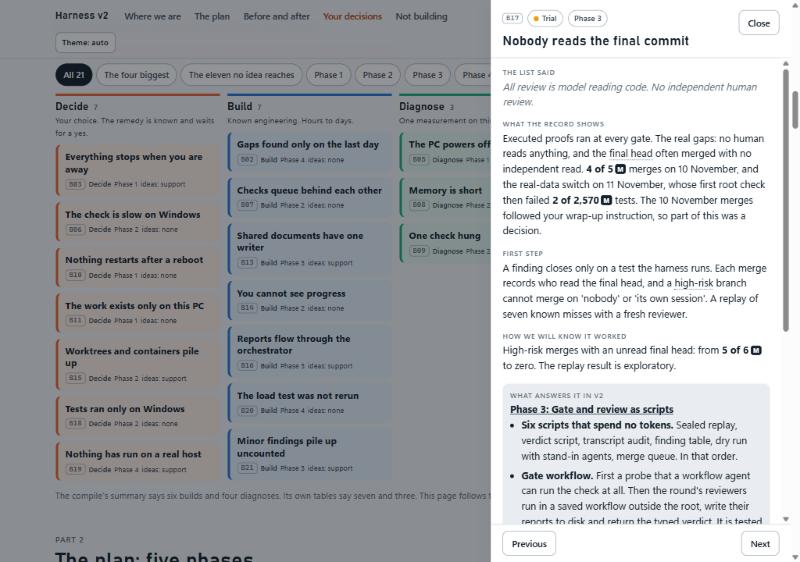 Harness v2
Where we are
The plan
Before and after
Your decisions
Not building
Theme: auto
All 21
The four biggest
The eleven no idea reaches
Phase 1
Phase 2
Phase 3
Phase 4
Decide 7
Your choice. The remedy is known and waits
for a yes.
Everything stops when you are
away
B03 Decide Phase 1 ideas: support
The check is slow on Windows
B06 Decide Phase 2 ideas: none
Nothing restarts after a reboot
B10 Decide Phase 1 ideas: none
The work exists only on this PC
B11 Decide Phase 1 ideas: none
Worktrees and containers pile
up
B15 Decide Phase 2 ideas: support
Tests ran only on Windows
B18 Decide Phase 2 ideas: none
Nothing has run on a real host
B19 Decide Phase 4 ideas: support
Build 7
Known engineering. Hours to days.
Gaps found only on the last day
B02 Build Phase 4 ideas: none
Checks queue behind each other
B07 Build Phase 2 ideas: none
Shared documents have one
writer
B13 Build Phase 3 ideas: support
You cannot see progress
B14 Build Phase 2 ideas: none
Reports flow through the
orchestrator
B16 Build Phase 3 ideas: support
The load test was not rerun
B20 Build Phase 4 ideas: none
Minor findings pile up
uncounted
B21 Build Phase 3 ideas: support
Diagnose 3
One measurement on this
The PC powers off
B05 Diagnose Phase 1
Memory is short
B08 Diagnose Phase 2
One check hung
B09 Diagnose Phase 2
The compile's summary says six builds and four diagnoses. Its own tables say seven and three. This page follows t
PART 2
The plan: five phases
B17
Trial
Phase 3
Close
Nobody reads the final commit
THE LIST SAID
All review is model reading code. No independent human
review.
WHAT THE RECORD SHOWS
Executed proofs ran at every gate. The real gaps: no human
reads anything, and the final head often merged with no
independent read. 4 of 5 M merges on 10 November, and
the real-data switch on 11 November, whose first root check
then failed 2 of 2,570 M tests. The 10 November merges
followed your wrap-up instruction, so part of this was a
decision.
FIRST STEP
A finding closes only on a test the harness runs. Each merge
records who read the final head, and a high-risk branch
cannot merge on 'nobody' or 'its own session'. A replay of
seven known misses with a fresh reviewer.
HOW WE WILL KNOW IT WORKED
High-risk merges with an unread final head: from 5 of 6 M
to zero. The replay result is exploratory.
WHAT ANSWERS IT IN V2
Phase 3: Gate and review as scripts
• Six scripts that spend no tokens. Sealed replay,
verdict script, transcript audit, finding table, dry run
with stand-in agents, merge queue. In that order.
• Gate workflow. First a probe that a workflow agent
can run the check at all. Then the round's reviewers
run in a saved workflow outside the root, write their
reports to disk and return the typed verdict. It is tested
Previous
Next